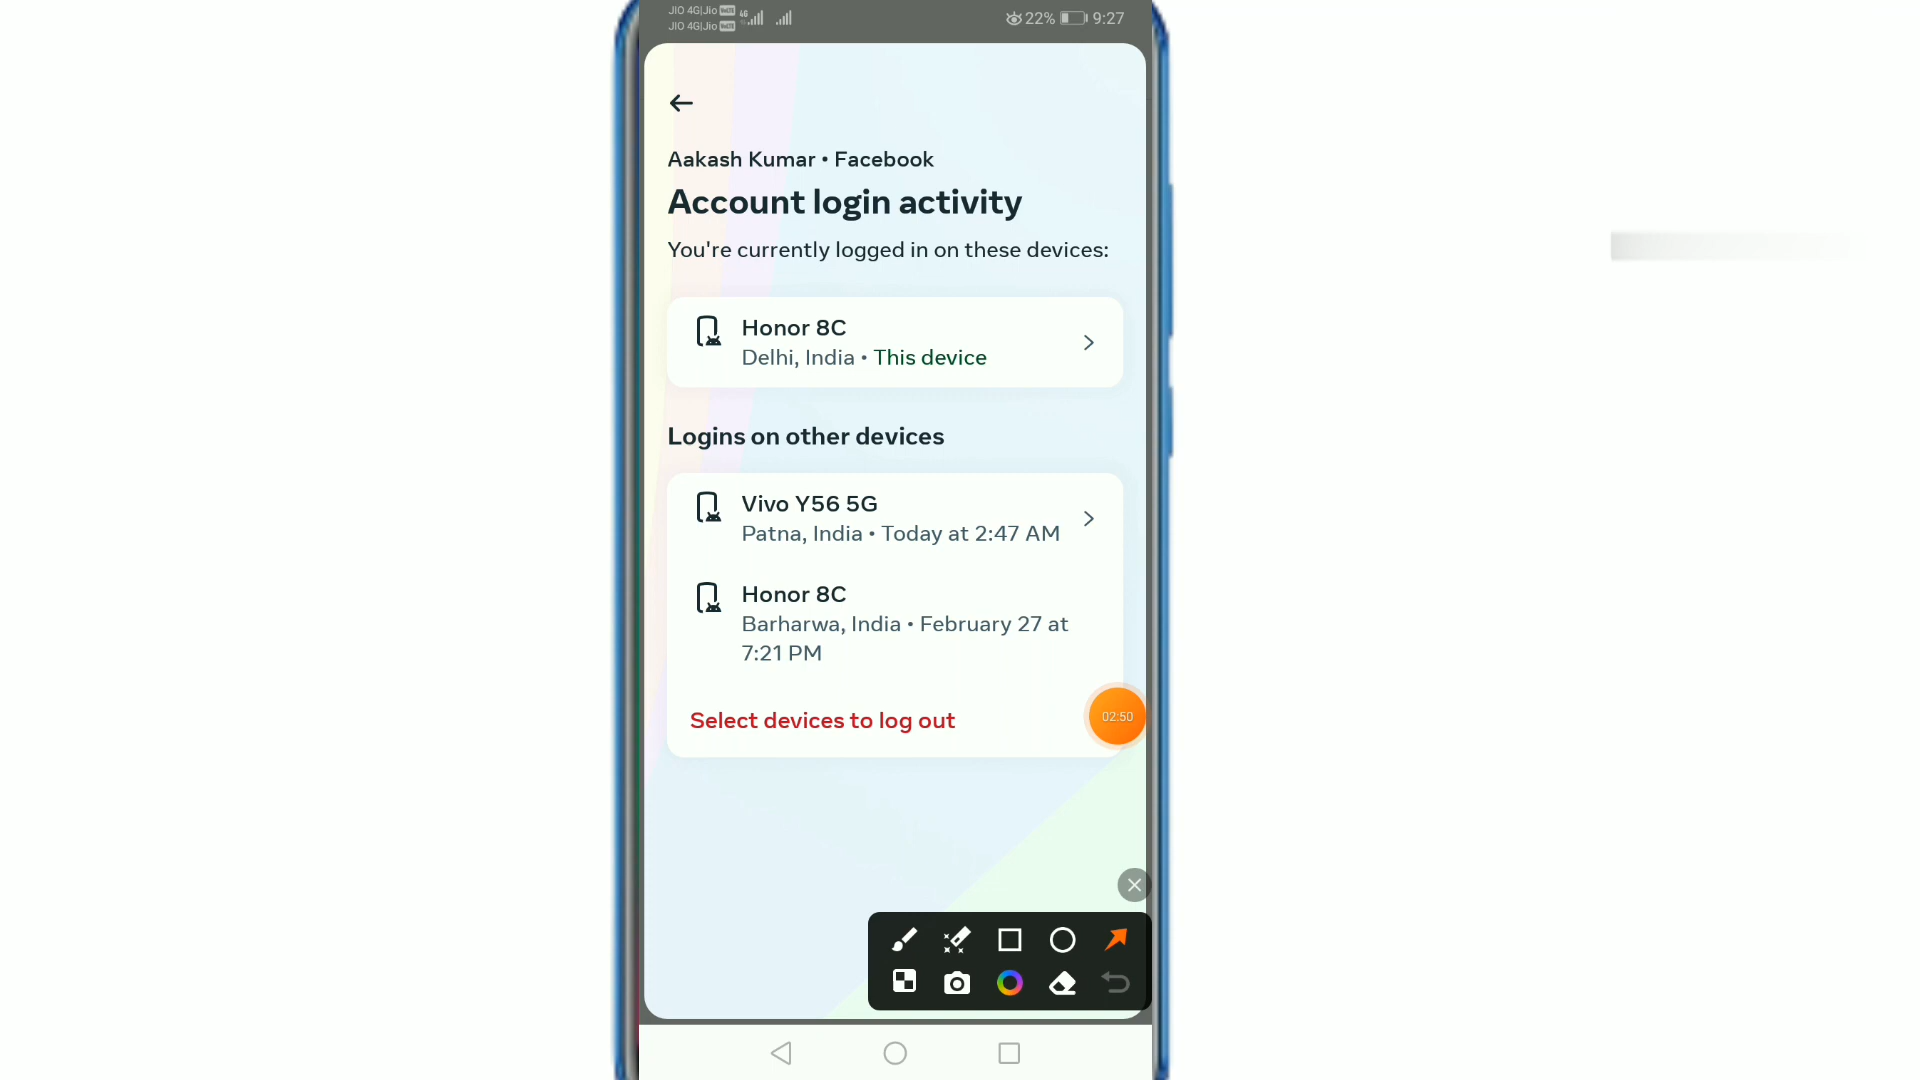 JIO 4G|Jio VoLTE 4G 22% 9:27
JIO 4G|Jio VoLTE
Aakash Kumar • Facebook
Account login activity
You're currently logged in on these devices:
Honor 8C
Delhi, India • This device
Logins on other devices
Vivo Y56 5G
Patna, India • Today at 2:47 AM
Honor 8C
Barharwa, India • February 27 at
7:21 PM
Select devices to log out
02:50